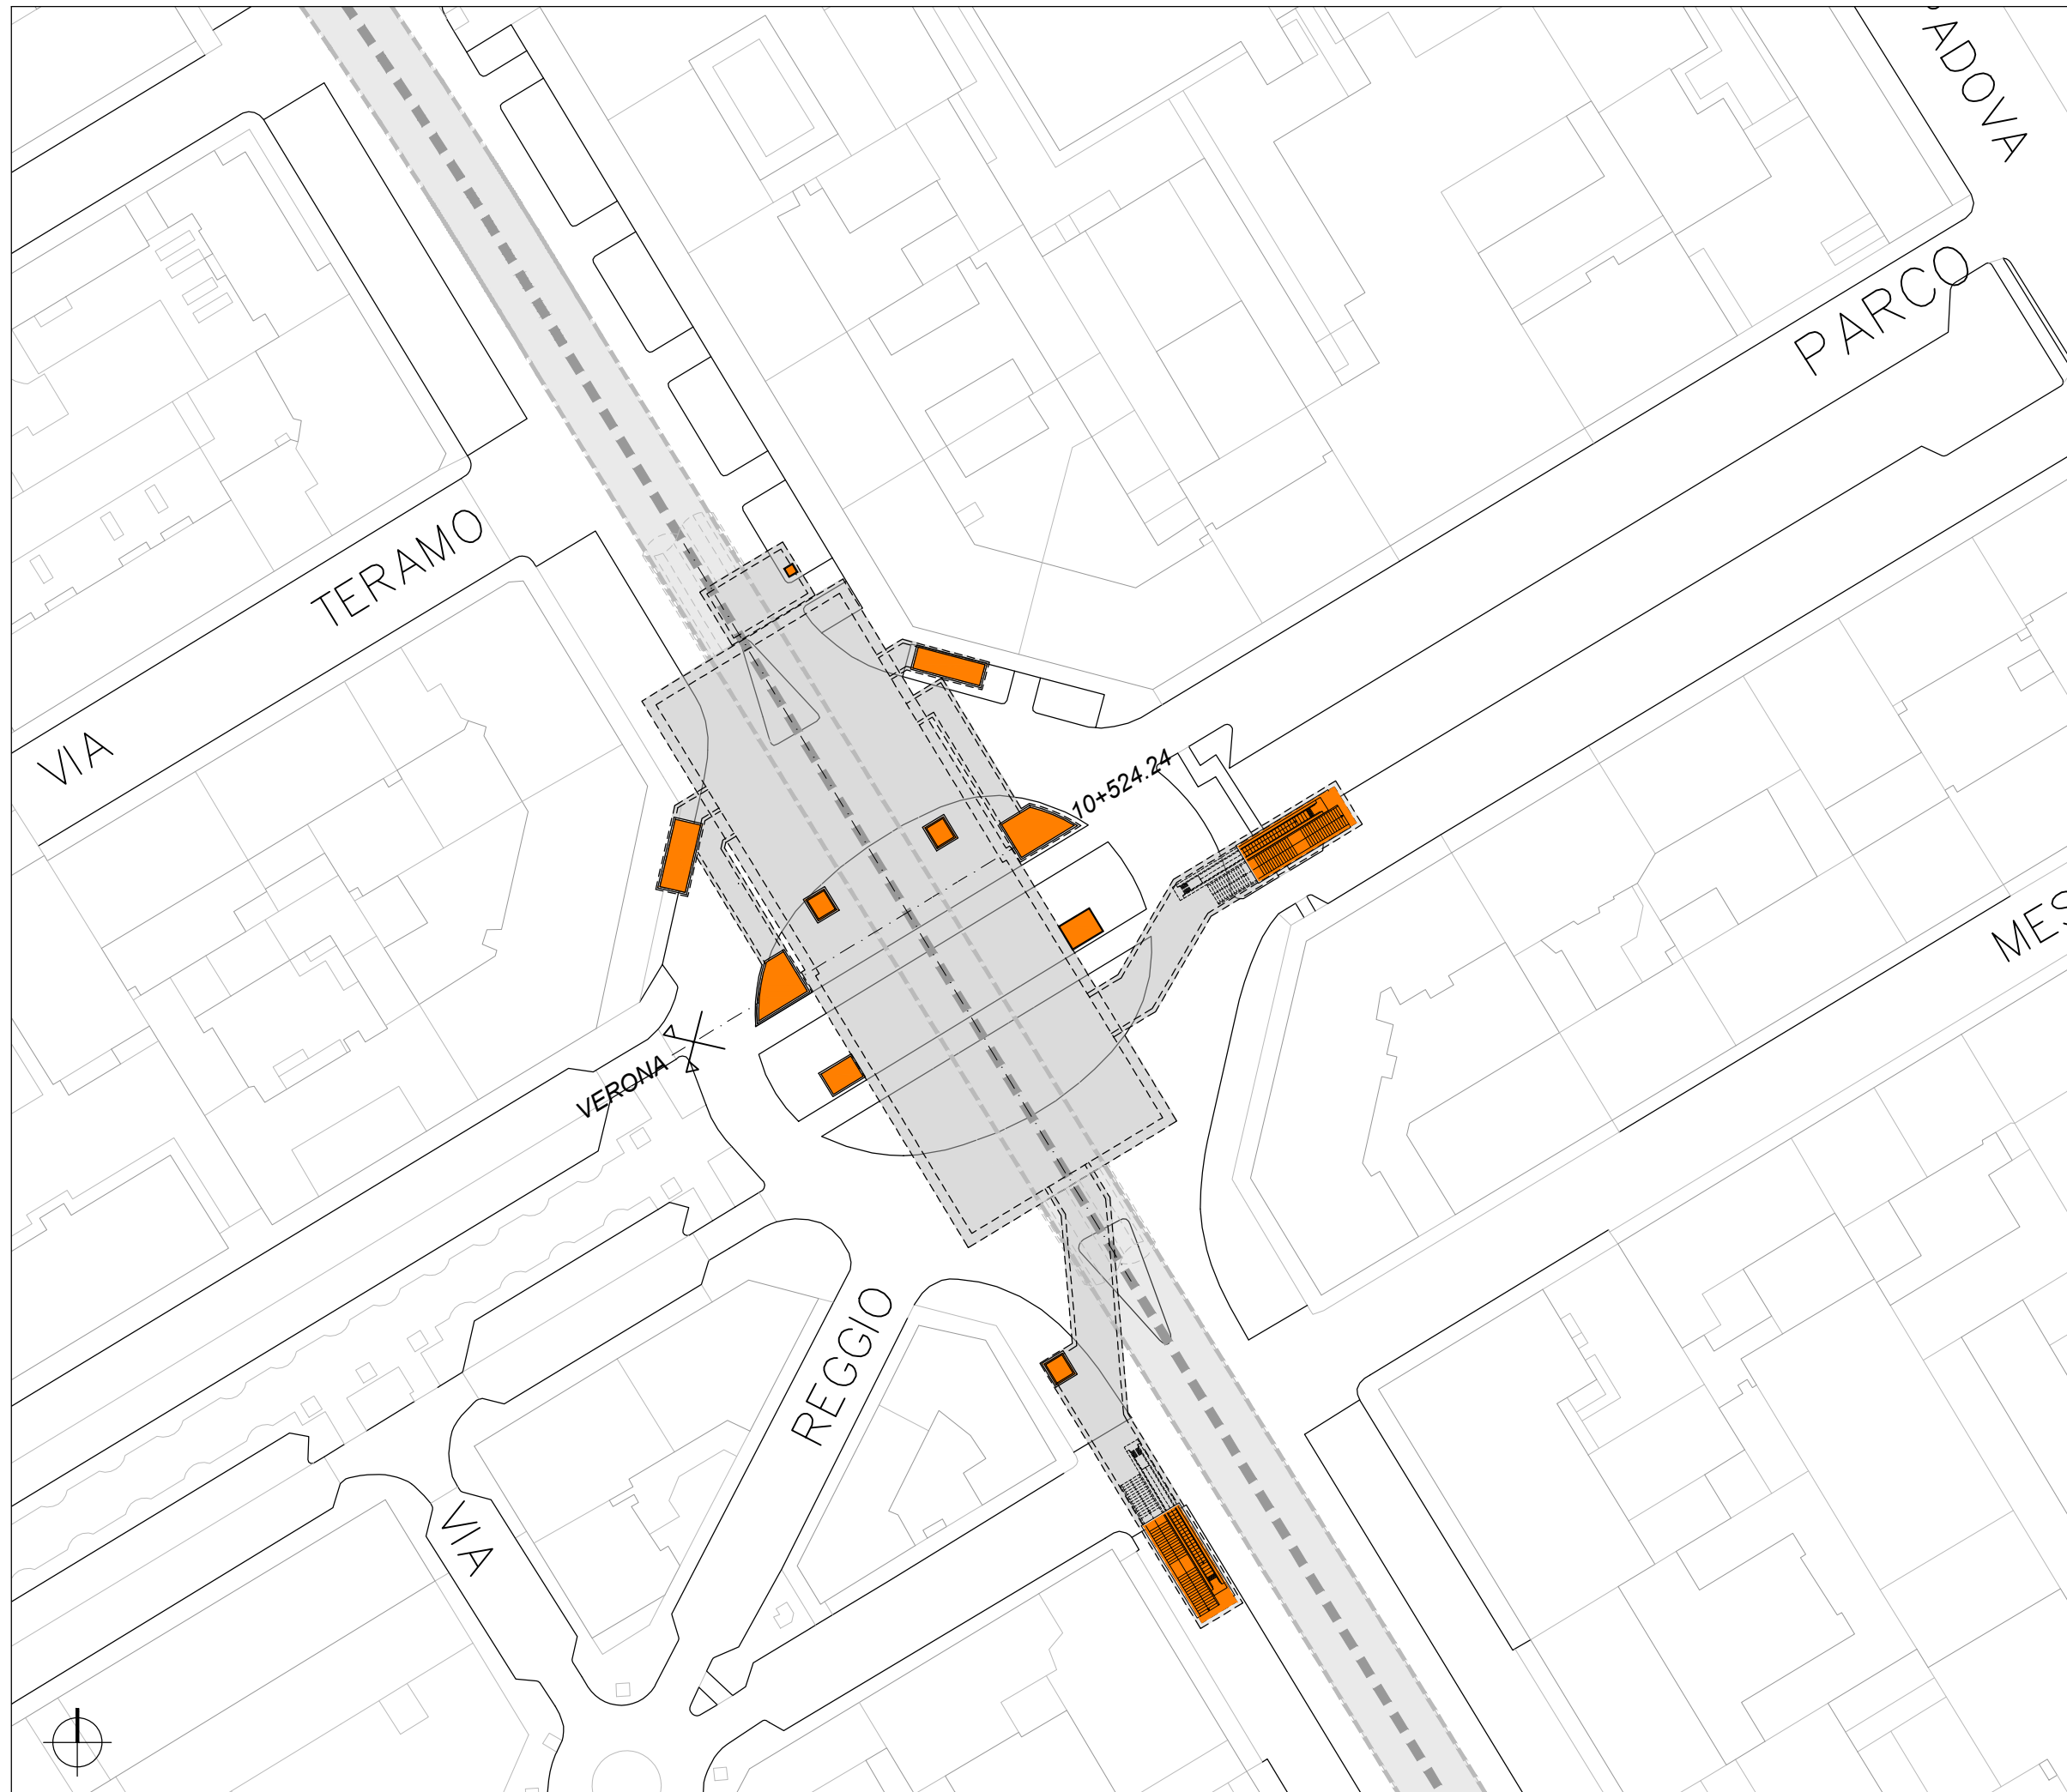 ADOVA
PARCO
TERAMO
VIA
10+524.24
MES
VERONA
REGGIO
VIA